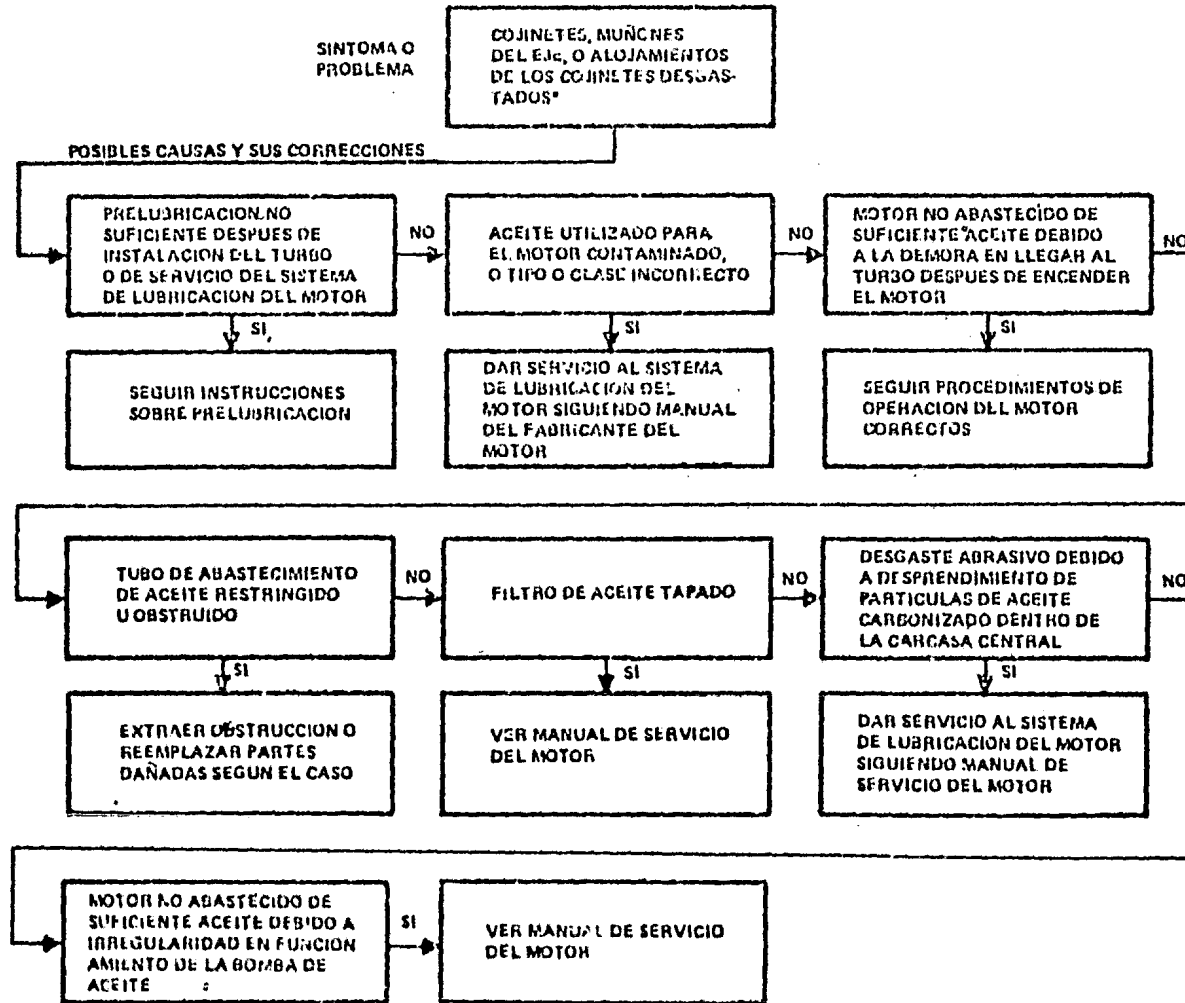 SINTOMA O
PROBLEMA
COJINETES, MUÑONES
DEL EJE, O ALOJAMIENTOS
DE LOS COJINETES DESGAS-
TADOS*
POSIBLES CAUSAS Y SUS CORRECCIONES
PRELUBRICACION NO
SUFICIENTE DESPUES DE
INSTALACION DEL TURBO
O DE SERVICIO DEL SISTEMA
DE LUBRICACION DEL MOTOR
NO
ACEITE UTILIZADO PARA
EL MOTOR CONTAMINADO,
O TIPO O CLASE INCORRECTO
NO
MOTOR NO ABASTECIDO DE
SUFICIENTE ACEITE DEBIDO
A LA DEMORA EN LLEGAR AL
TURBO DESPUES DE ENCENDER
EL MOTOR
NO
SI
SI
SI
SEGUIR INSTRUCCIONES
SOBRE PRELUBRICACION
DAR SERVICIO AL SISTEMA
DE LUBRICACION DEL
MOTOR SIGUIENDO MANUAL
DEL FABRICANTE DEL
MOTOR
SEGUIR PROCEDIMIENTOS DE
OPERACION DEL MOTOR
CORRECTOS
TUBO DE ABASTECIMIENTO
DE ACEITE RESTRINGIDO
U OBSTRUIDO
NO
FILTRO DE ACEITE TAPADO
NO
DESGASTE ABRASIVO DEBIDO
A DESPRENDIMIENTO DE
PARTICULAS DE ACEITE
CARBONIZADO DENTRO DE
LA CARCASA CENTRAL
NO
SI
SI
SI
EXTRAER OBSTRUCCION O
REEMPLAZAR PARTES
DAÑADAS SEGUN EL CASO
VER MANUAL DE SERVICIO
DEL MOTOR
DAR SERVICIO AL SISTEMA
DE LUBRICACION DEL MOTOR
SIGUIENDO MANUAL DE
SERVICIO DEL MOTOR
MOTOR NO ABASTECIDO DE
SUFICIENTE ACEITE DEBIDO A
IRREGULARIDAD EN FUNCION
AMIENTO DE LA BOMBA DE
ACEITE
SI
VER MANUAL DE SERVICIO
DEL MOTOR